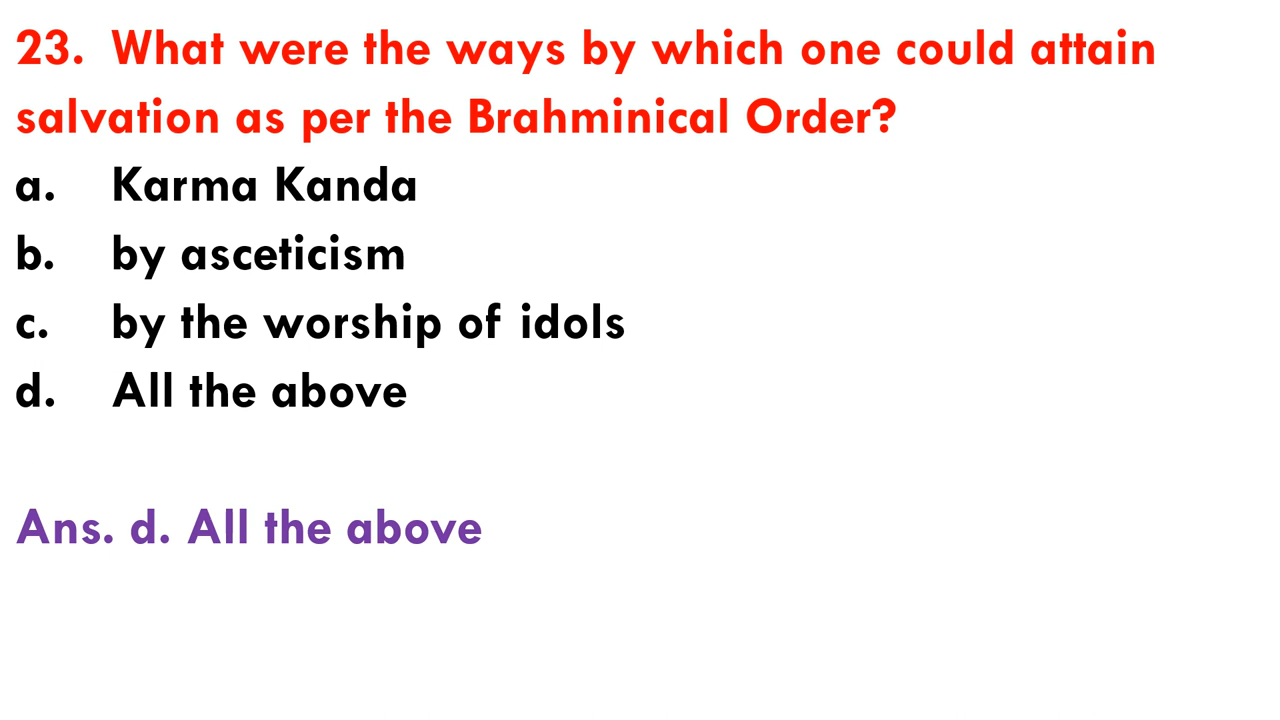 23. What were the ways by which one could attain
salvation as per the Brahminical Order?
a. Karma Kanda
b. by asceticism
c. by the worship of idols
d. All the above
Ans. d. All the above